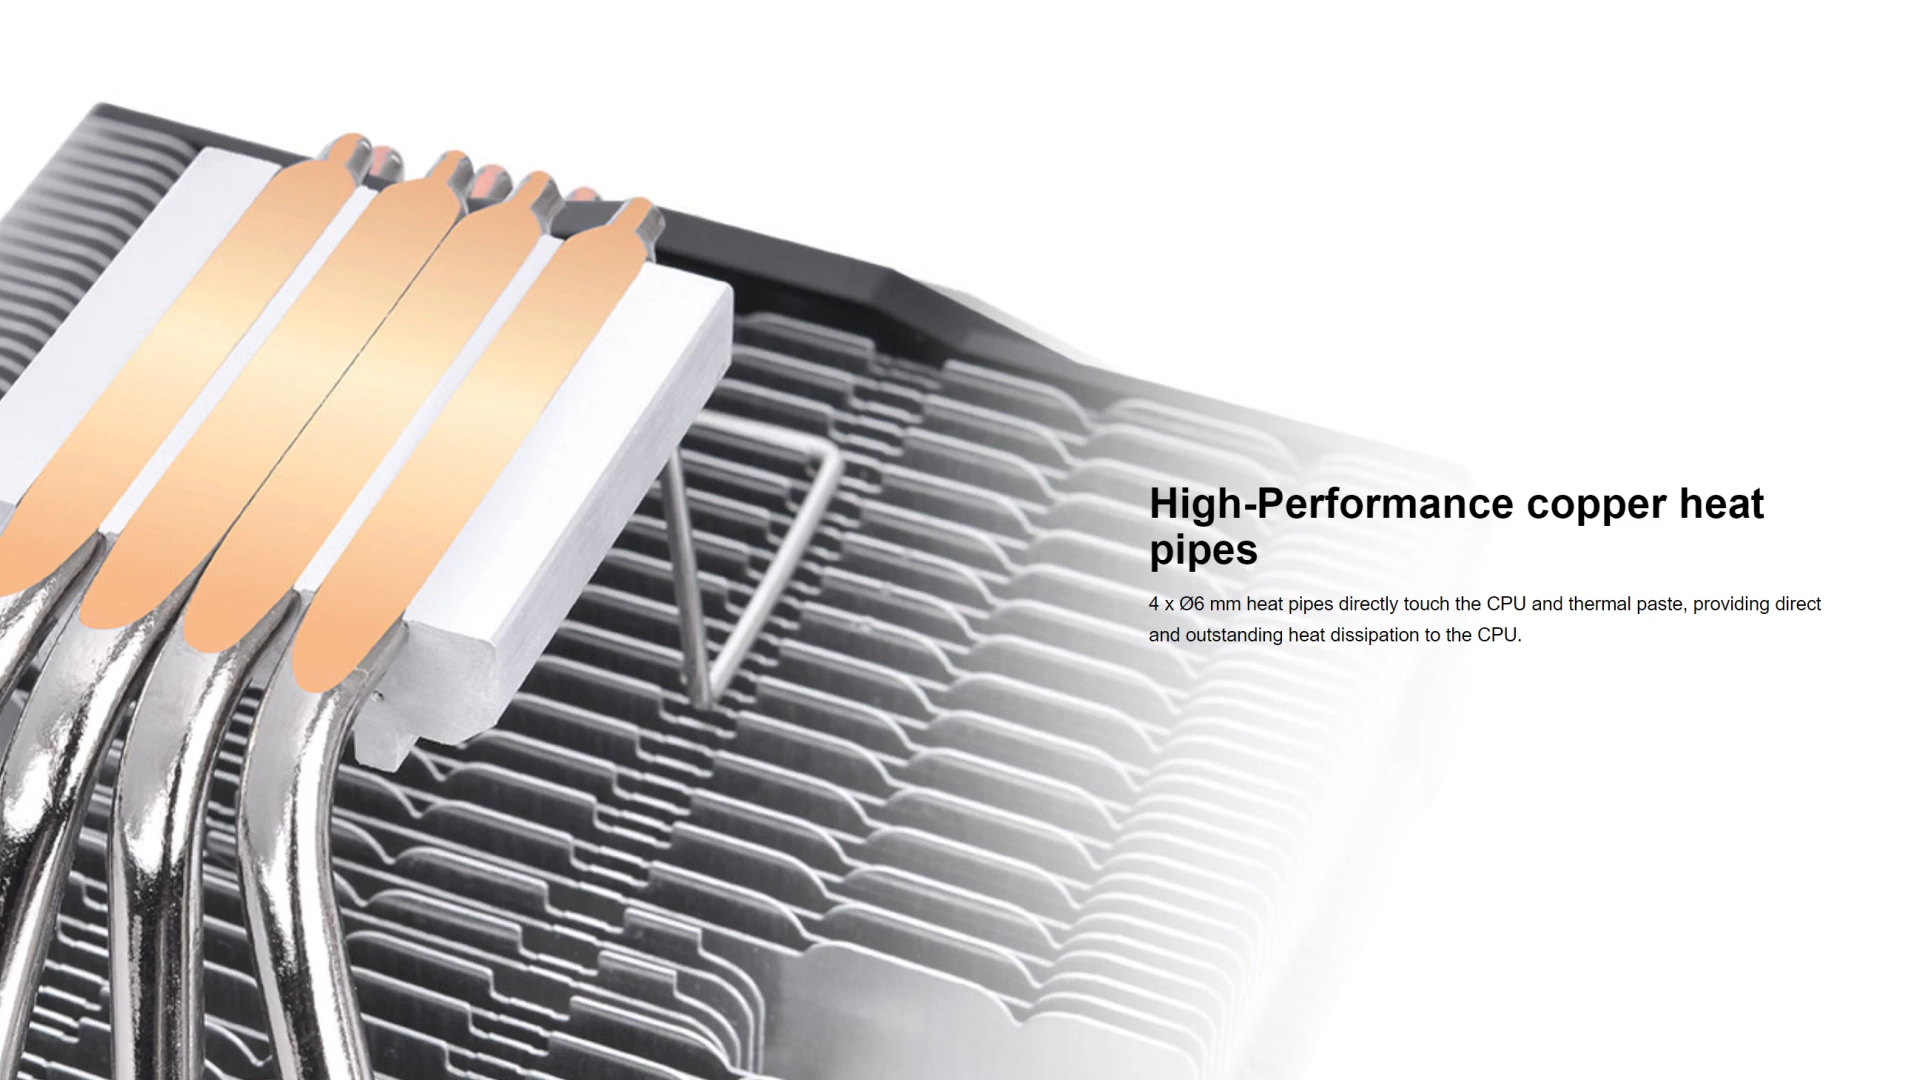 High-Performance copper heat
pipes
4 x Ø6 mm heat pipes directly touch the CPU and thermal paste, providing direct
and outstanding heat dissipation to the CPU.